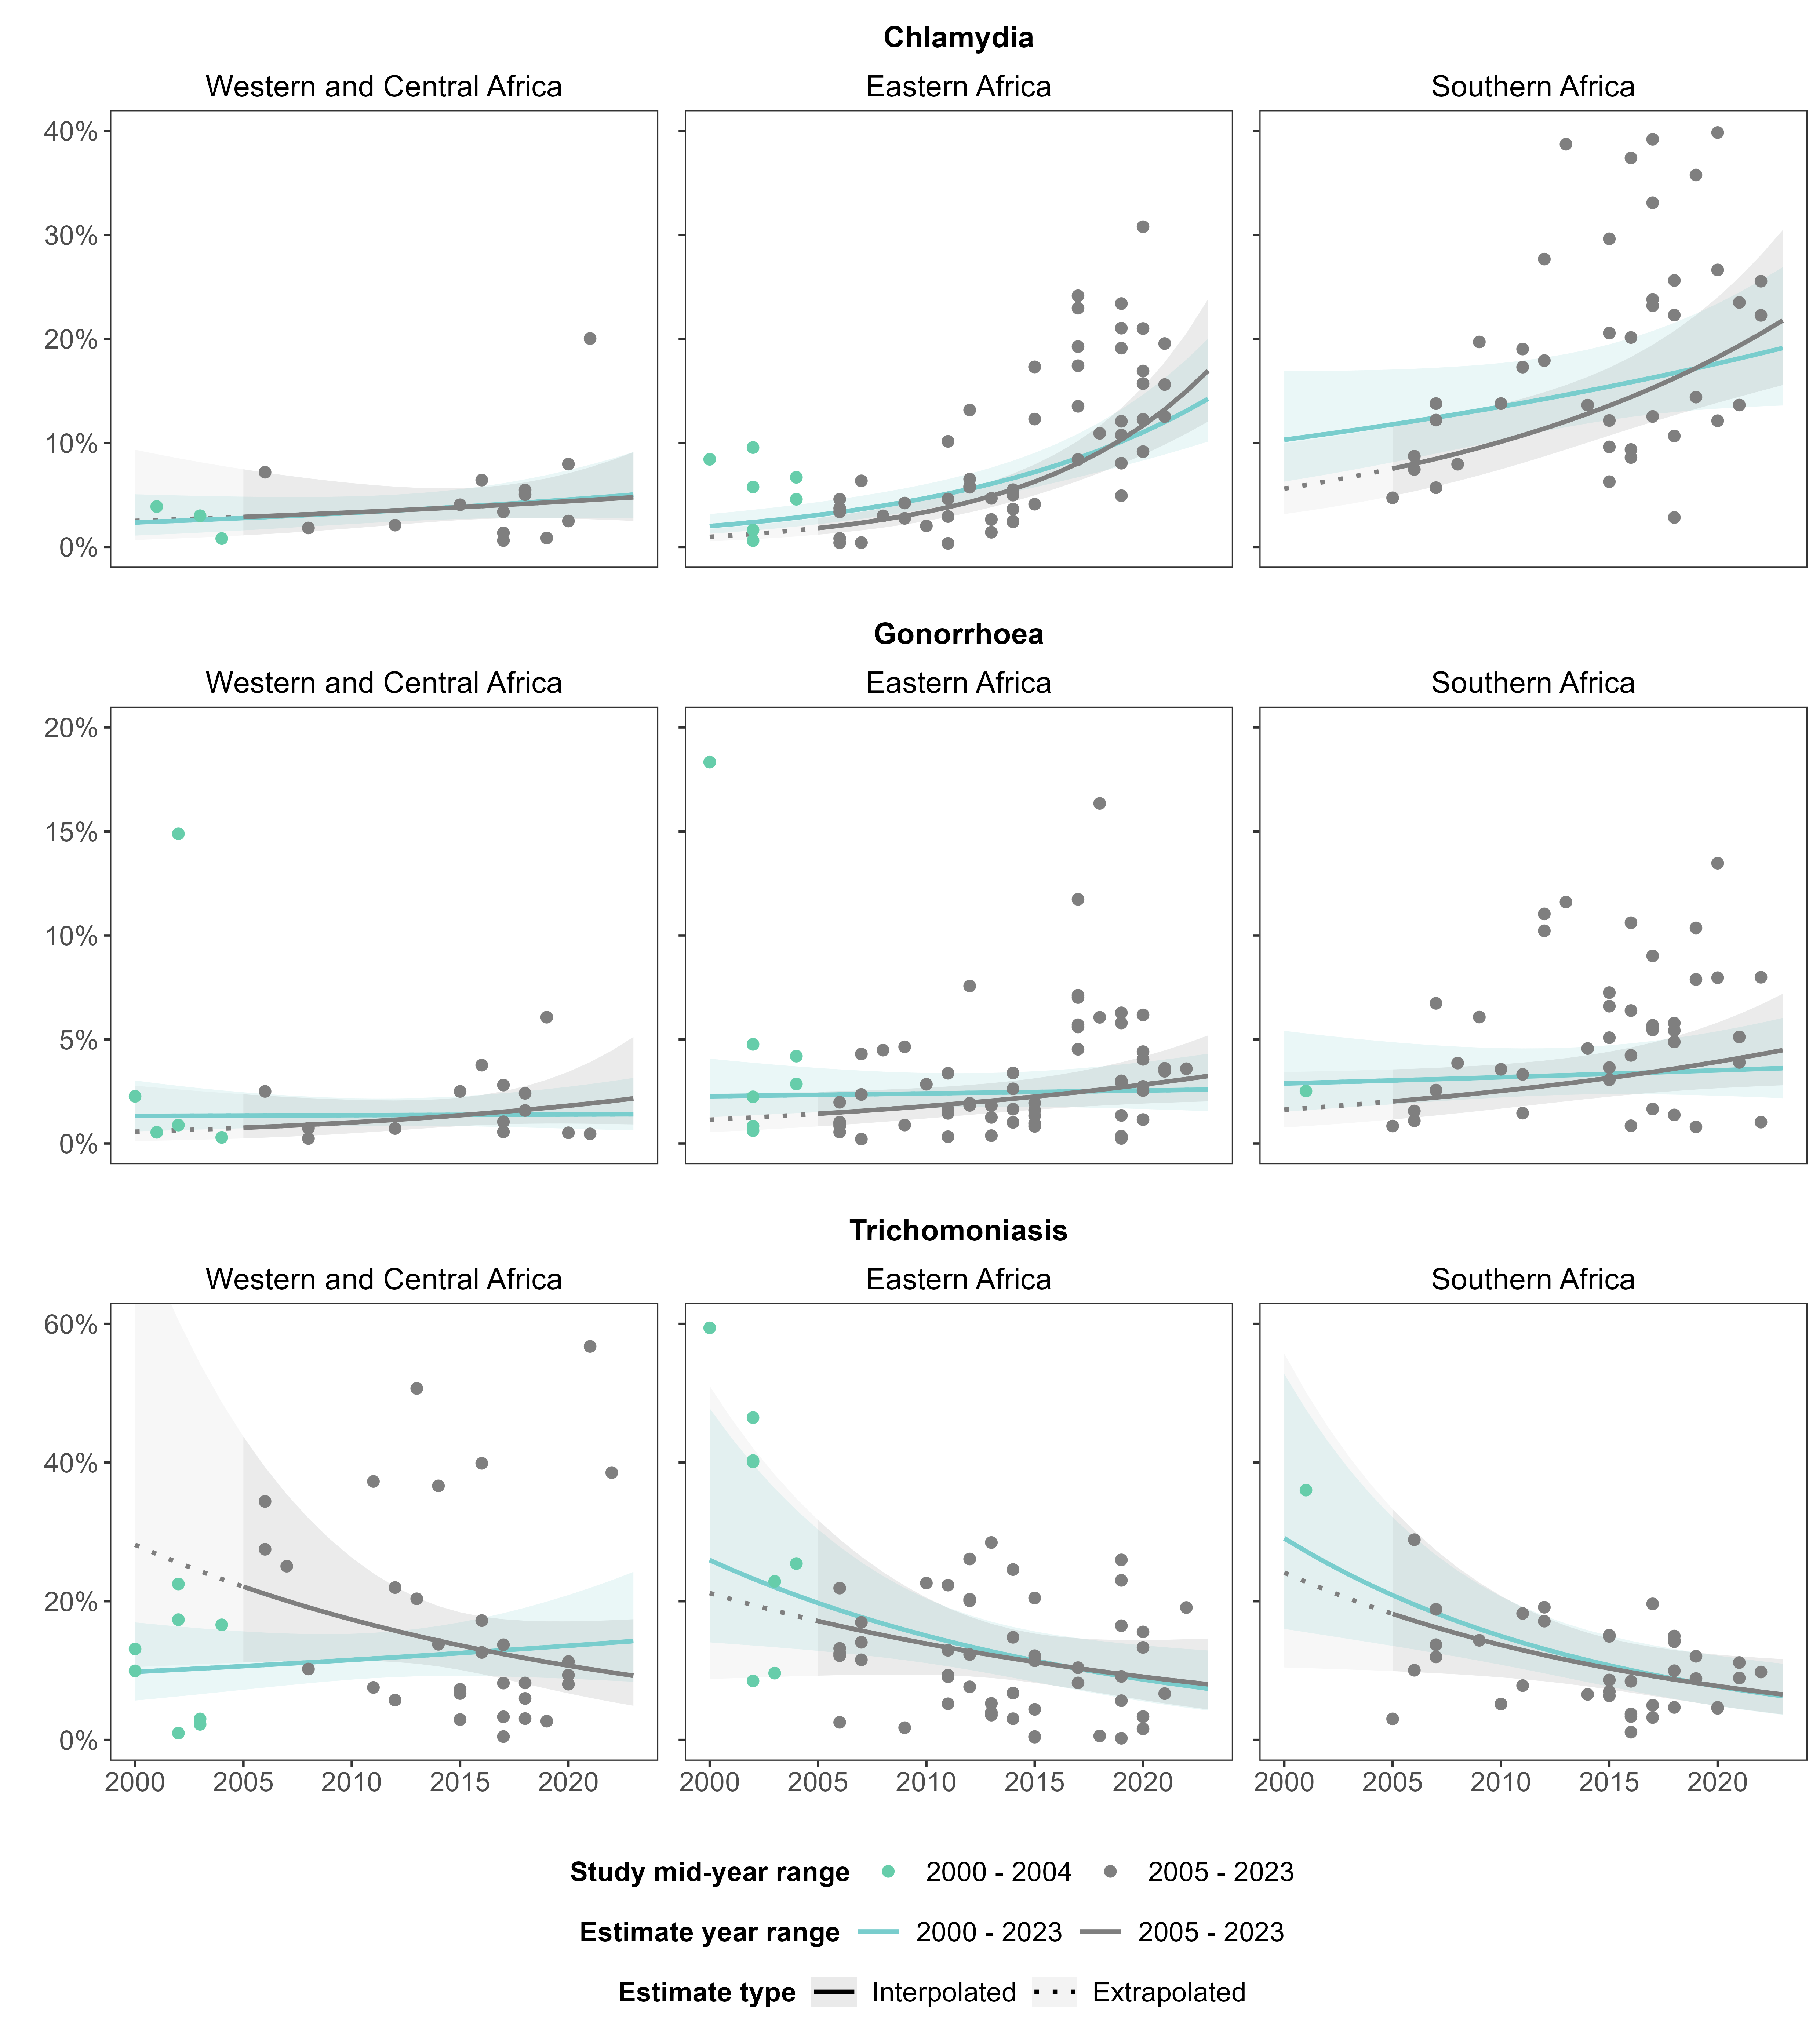 Chlamydia
Western and Central Africa Eastern Africa Southern Africa
40%
30%
20%
10%
0%
Gonorrhoea
Western and Central Africa Eastern Africa Southern Africa
20%
15%
10%
5%
0%
Trichomoniasis
Western and Central Africa Eastern Africa Southern Africa
60%
40%
20%
0%
2000 2005 2010 2015 2020 2000 2005 2010 2015 2020 2000 2005 2010 2015 2020
Study mid-year range 2000 - 2004 2005 - 2023
Estimate year range 2000 - 2023 2005 - 2023
Estimate type Interpolated Extrapolated